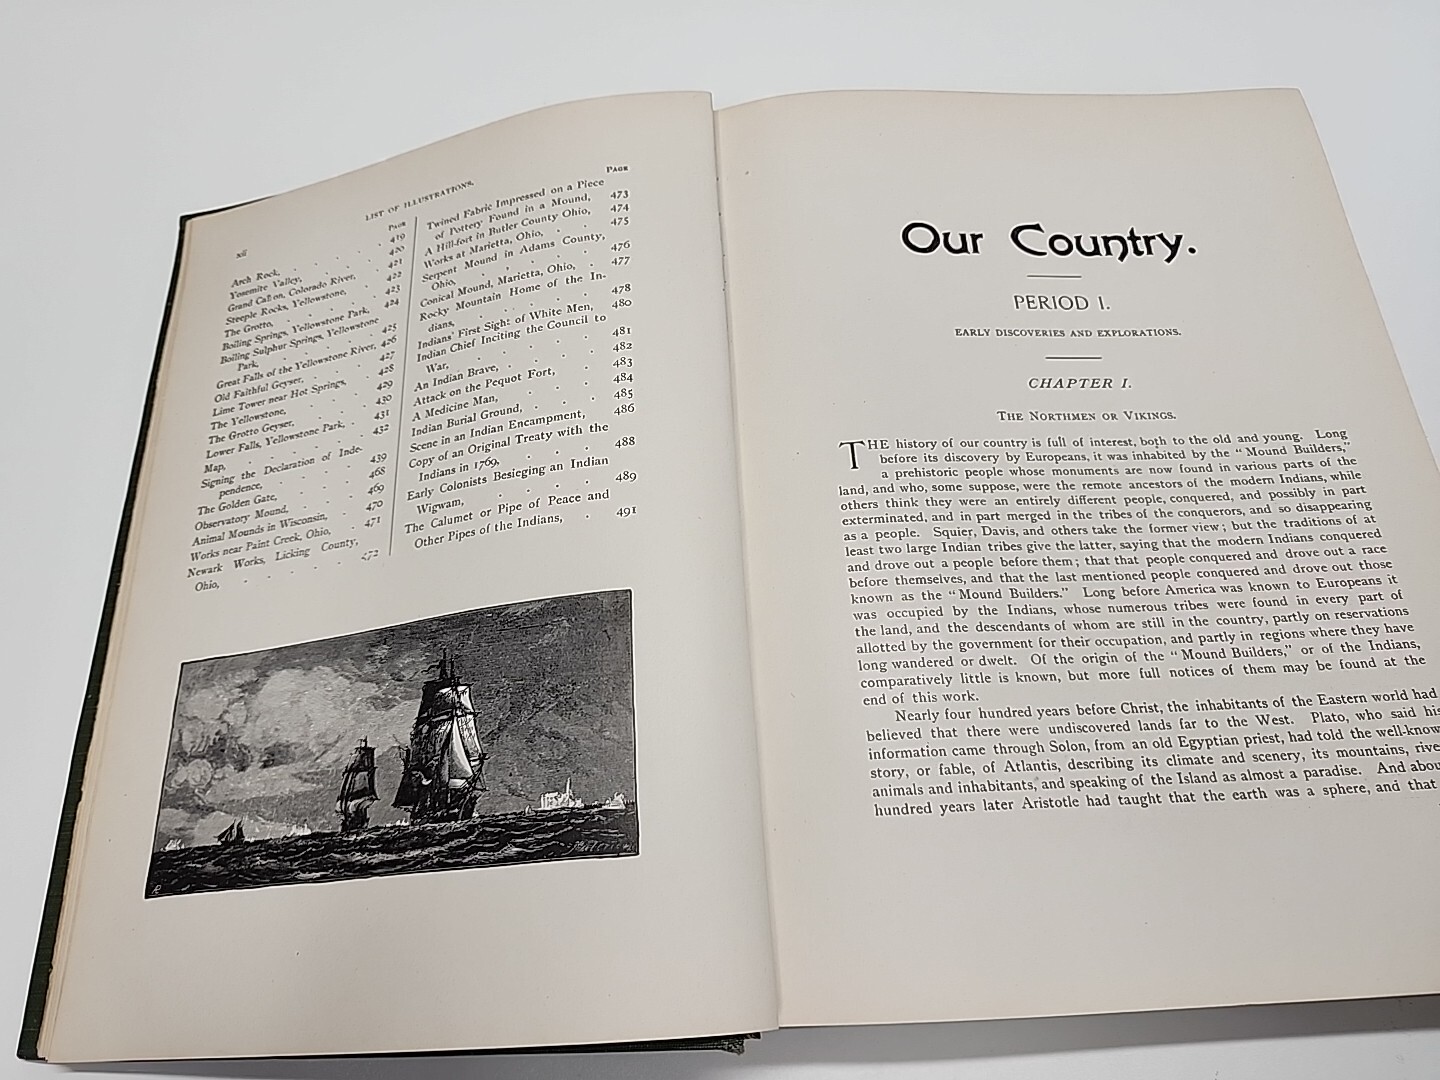 xii
LIST OF ILLUSTRATIONS.
PAGE
Arch Rock, 419
Yosemite Valley, 420
Grand Cañon, Colorado River, 421
Steeple Rocks, Yellowstone, 422
The Grotto, 423
Boiling Springs, Yellowstone Park, 424
Boiling Sulphur Springs, Yellowstone
Park, 425
Great Falls of the Yellowstone River, 426
Old Faithful Geyser, 427
Lime Tower near Hot Springs, 428
The Yellowstone, 429
The Grotto Geyser, 430
Lower Falls, Yellowstone Park, 431
Map, 432
Signing the Declaration of Inde-
pendence, 439
The Golden Gate, 468
Observatory Mound, 469
Animal Mounds in Wisconsin, 470
Works near Paint Creek, Ohio, 471
Newark Works, Licking County,
Ohio, 472
PAGE
Twined Fabric Impressed on a Piece
of Pottery Found in a Mound, 473
A Hill-fort in Butler County Ohio, 474
Works at Marietta, Ohio, 475
Serpent Mound in Adams County,
Ohio, 476
Conical Mound, Marietta, Ohio, 477
Rocky Mountain Home of the In-
dians, 478
Indians' First Sight of White Men, 480
Indian Chief Inciting the Council to
War, 481
An Indian Brave, 482
Attack on the Pequot Fort, 483
A Medicine Man, 484
Indian Burial Ground, 485
Scene in an Indian Encampment, 486
Copy of an Original Treaty with the
Indians in 1769, 488
Early Colonists Besieging an Indian
Wigwam, 489
The Calumet or Pipe of Peace and
Other Pipes of the Indians, 491
Our Country.
PERIOD I.
EARLY DISCOVERIES AND EXPLORATIONS.
CHAPTER I.
THE NORTHMEN OR VIKINGS.
THE history of our country is full of interest, both to the old and young. Long
before its discovery by Europeans, it was inhabited by the "Mound Builders,"
a prehistoric people whose monuments are now found in various parts of the
land, and who, some suppose, were the remote ancestors of the modern Indians, while
others think they were an entirely different people, conquered, and possibly in part
exterminated, and in part merged in the tribes of the conquerors, and so disappearing
as a people. Squier, Davis, and others take the former view; but the traditions of at
least two large Indian tribes give the latter, saying that the modern Indians conquered
and drove out a people before them; that that people conquered and drove out a race
before themselves, and that the last mentioned people conquered and drove out those
known as the "Mound Builders." Long before America was known to Europeans it
was occupied by the Indians, whose numerous tribes were found in every part of
the land, and the descendants of whom are still in the country, partly on reservations
allotted by the government for their occupation, and partly in regions where they have
long wandered or dwelt. Of the origin of the "Mound Builders," or of the Indians,
comparatively little is known, but more full notices of them may be found at the
end of this work.
Nearly four hundred years before Christ, the inhabitants of the Eastern world had
believed that there were undiscovered lands far to the West. Plato, who said his
information came through Solon, from an old Egyptian priest, had told the well-know
story, or fable, of Atlantis, describing its climate and scenery, its mountains, rive
animals and inhabitants, and speaking of the Island as almost a paradise. And abou
hundred years later Aristotle had taught that the earth was a sphere, and that